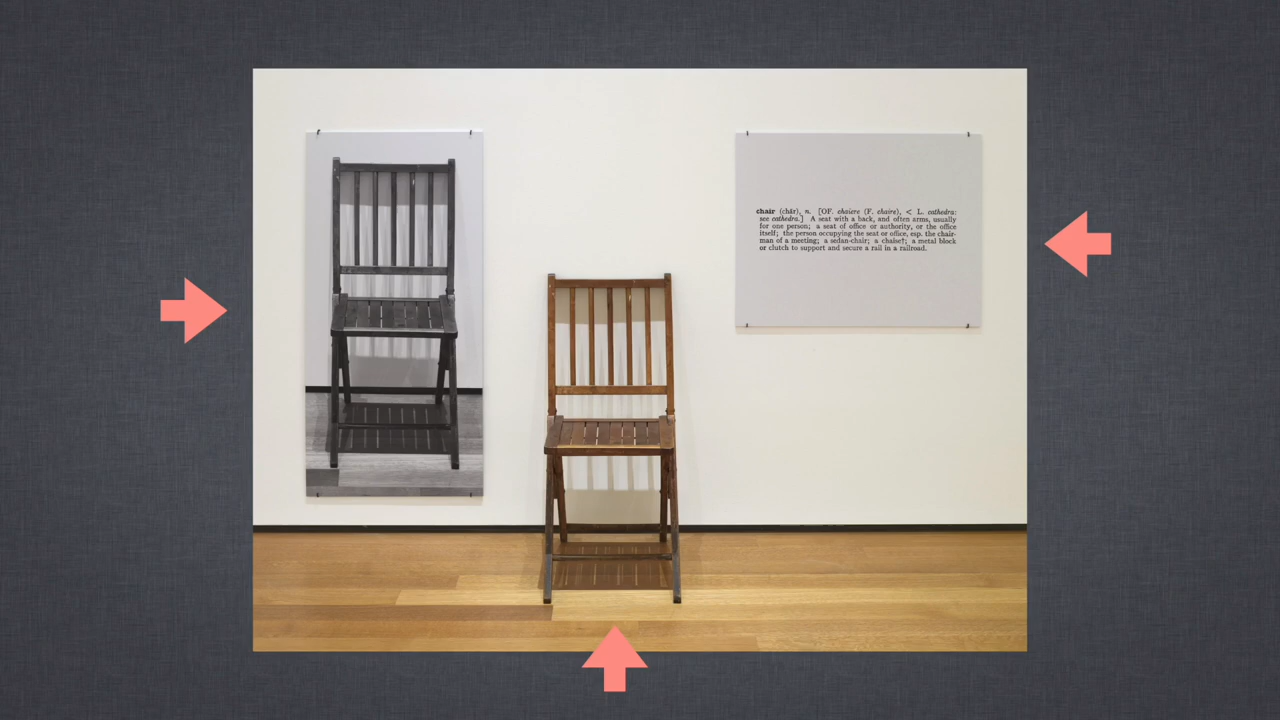 chair (châr), n. [OF. chaiere (F. chaire), < L. cathedra:
see cathedra.] A seat with a back, and often arms, usually
for one person; a seat of office or authority, or the office
itself; the person occupying the seat or office, esp. the chair-
man of a meeting; a sedan-chair; a chaise†; a metal block
or clutch to support and secure a rail in a railroad.